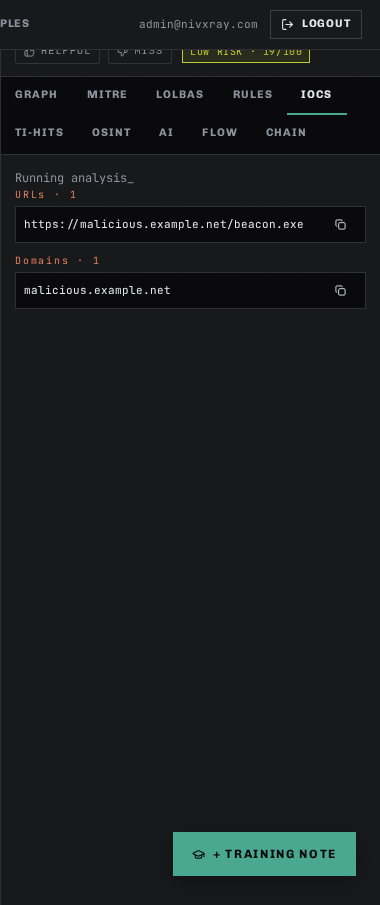 PLES admin@nivxray.com LOGOUT
HELPFUL MISS LOW RISK · 19/100
GRAPH MITRE LOLBAS RULES IOCS
TI-HITS OSINT AI FLOW CHAIN
Running analysis_
URLs · 1
https://malicious.example.net/beacon.exe
Domains · 1
malicious.example.net
+ TRAINING NOTE